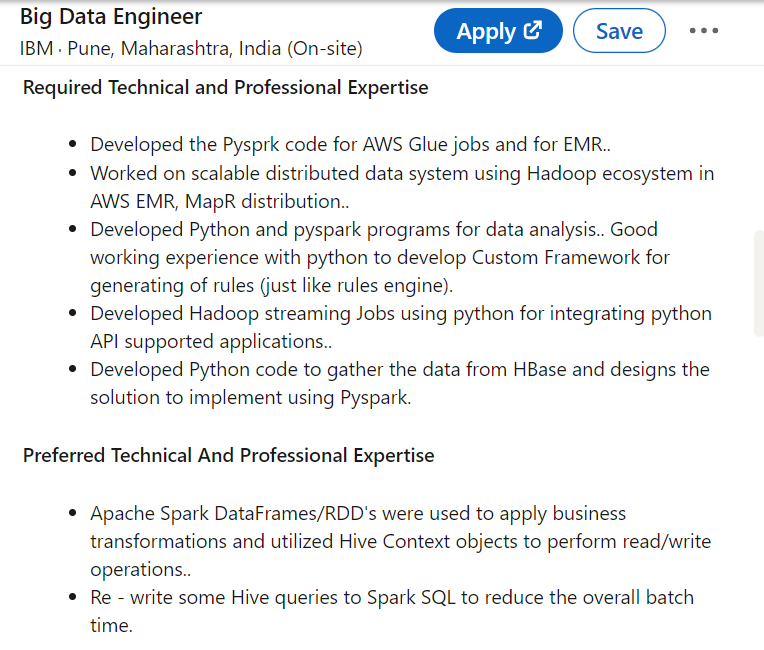 Big Data Engineer
IBM · Pune, Maharashtra, India (On-site)
Apply
Save
Required Technical and Professional Expertise
• Developed the Pysprk code for AWS Glue jobs and for EMR..
• Worked on scalable distributed data system using Hadoop ecosystem in
AWS EMR, MapR distribution..
• Developed Python and pyspark programs for data analysis.. Good
working experience with python to develop Custom Framework for
generating of rules (just like rules engine).
• Developed Hadoop streaming Jobs using python for integrating python
API supported applications..
• Developed Python code to gather the data from HBase and designs the
solution to implement using Pyspark.
Preferred Technical And Professional Expertise
• Apache Spark DataFrames/RDD's were used to apply business
transformations and utilized Hive Context objects to perform read/write
operations..
• Re - write some Hive queries to Spark SQL to reduce the overall batch
time.